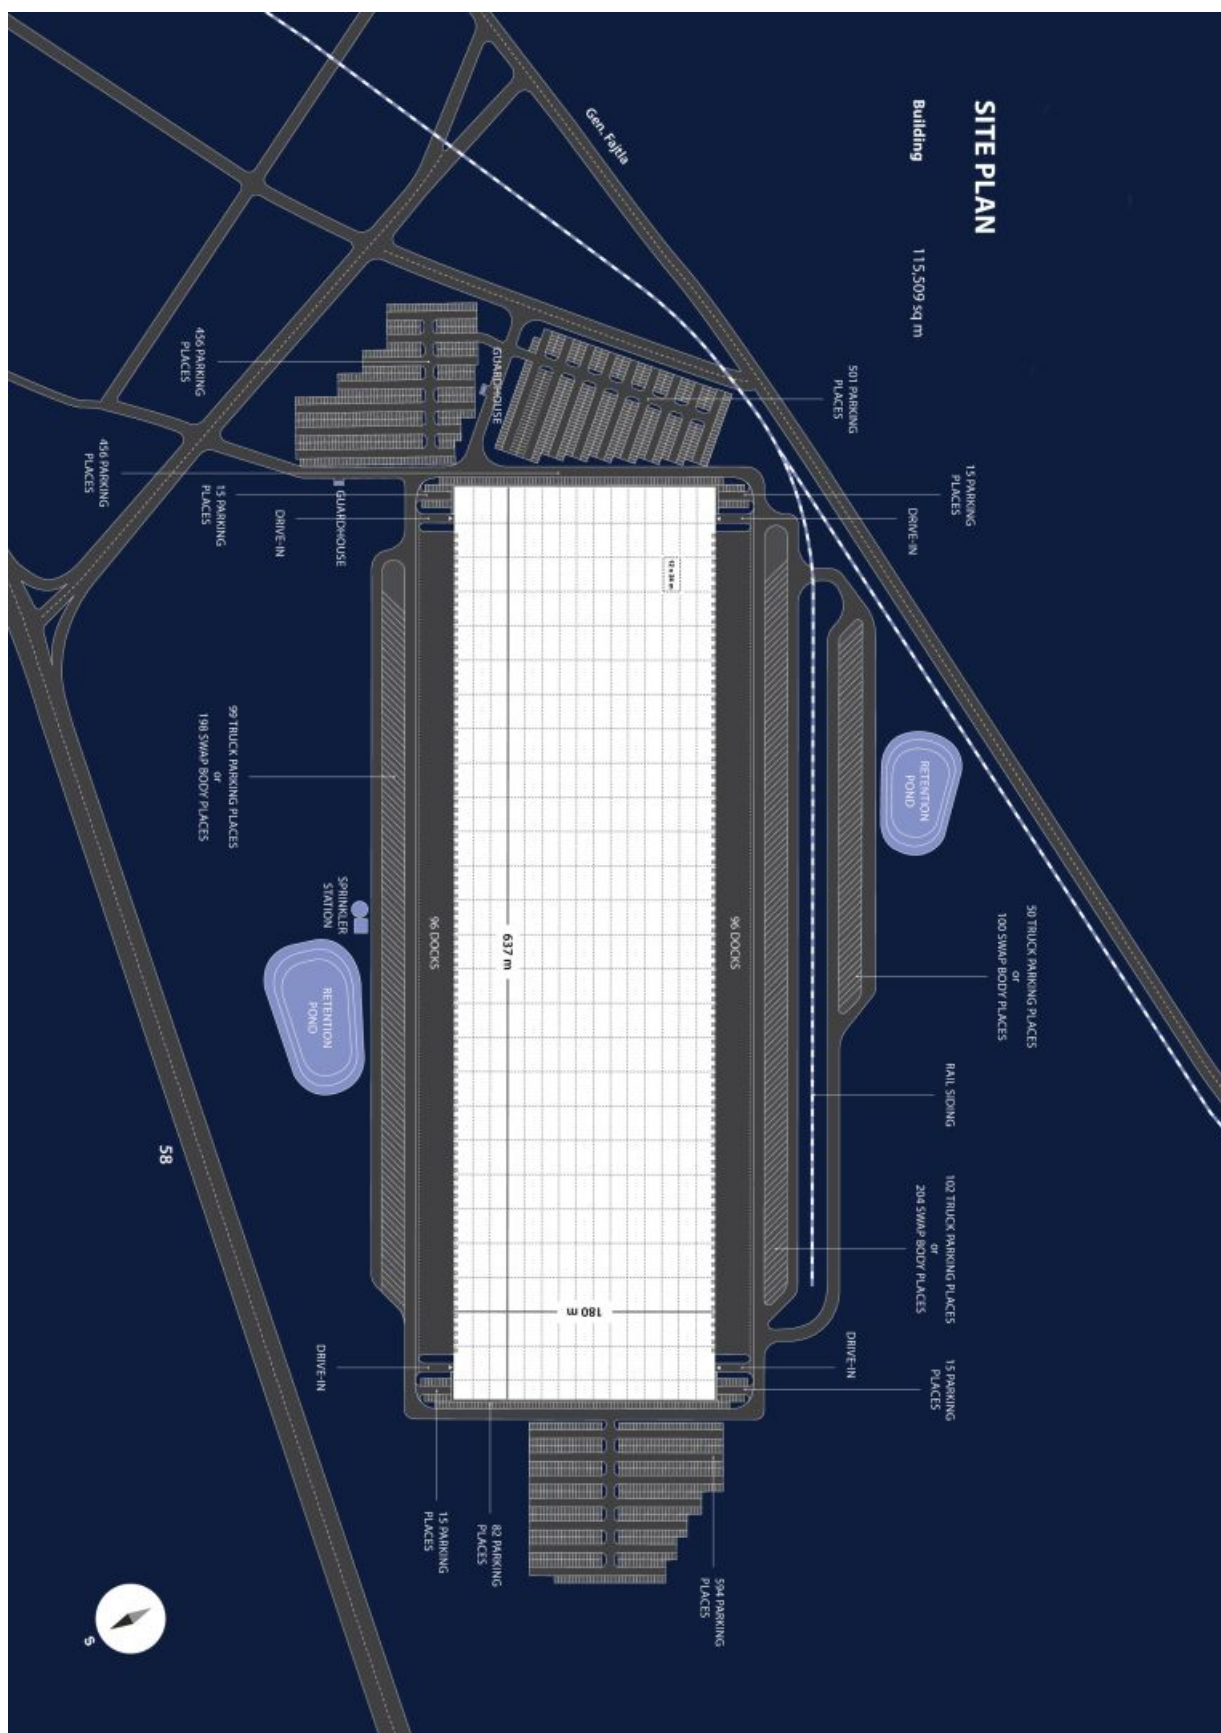 SITE PLAN
Building 115,509 sq m
Gen. Fajtla
501 PARKING
PLACES
15 PARKING
PLACES
DRIVE-IN
50 TRUCK PARKING PLACES
or
100 SWAP BODY PLACES
RAIL SIDING
102 TRUCK PARKING PLACES
or
204 SWAP BODY PLACES
DRIVE-IN
15 PARKING
PLACES
RETENTION
POND
456 PARKING
PLACES
GUARDHOUSE
12 x 24 m
96 DOCKS
637 m
180 m
96 DOCKS
594 PARKING
PLACES
456 PARKING
PLACES
15 PARKING
PLACES
DRIVE-IN
GUARDHOUSE
99 TRUCK PARKING PLACES
or
198 SWAP BODY PLACES
SPRINKLER
STATION
RETENTION
POND
58
DRIVE-IN
15 PARKING
PLACES
82 PARKING
PLACES
S